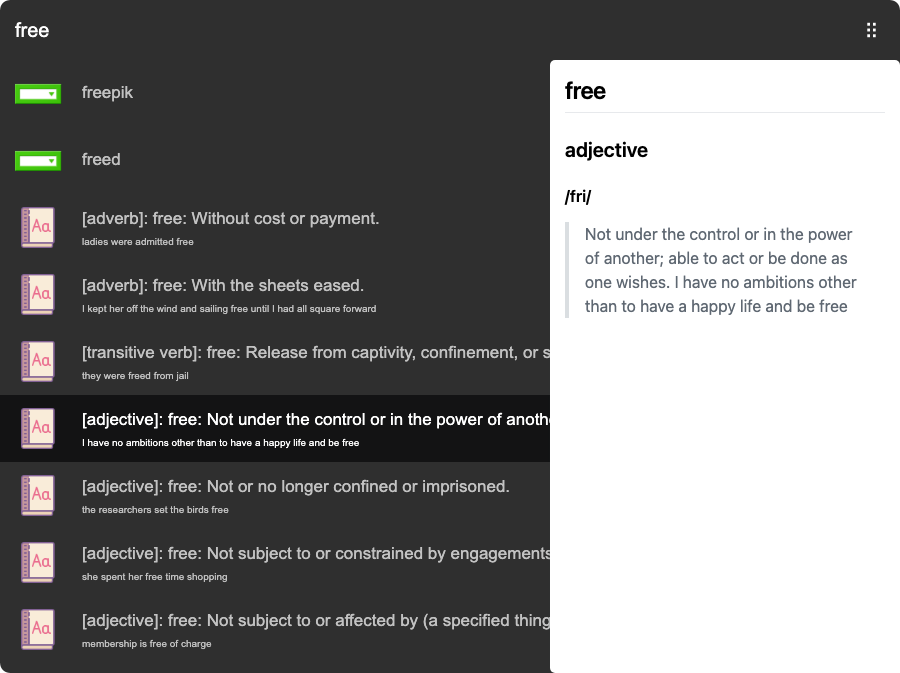 free
freepik
freed
Aa
[adverb]: free: Without cost or payment.
ladies were admitted free
Aa
[adverb]: free: With the sheets eased.
I kept her off the wind and sailing free until I had all square forward
Aa
[transitive verb]: free: Release from captivity, confinement, or s
they were freed from jail
Aa
[adjective]: free: Not under the control or in the power of anothe
I have no ambitions other than to have a happy life and be free
Aa
[adjective]: free: Not or no longer confined or imprisoned.
the researchers set the birds free
Aa
[adjective]: free: Not subject to or constrained by engagements
she spent her free time shopping
Aa
[adjective]: free: Not subject to or affected by (a specified thing
membership is free of charge
free
adjective
/fri/
Not under the control or in the power
of another; able to act or be done as
one wishes. I have no ambitions other
than to have a happy life and be free